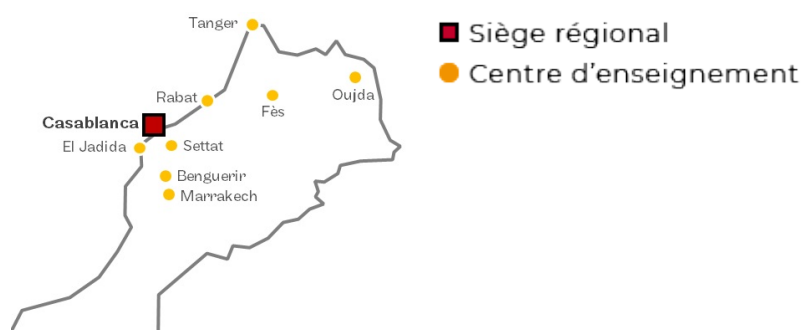 Tanger
Siège régional
Centre d'enseignement
Oujda
Rabat
Fès
Casablanca
El Jadida
Settat
Benguerir
Marrakech